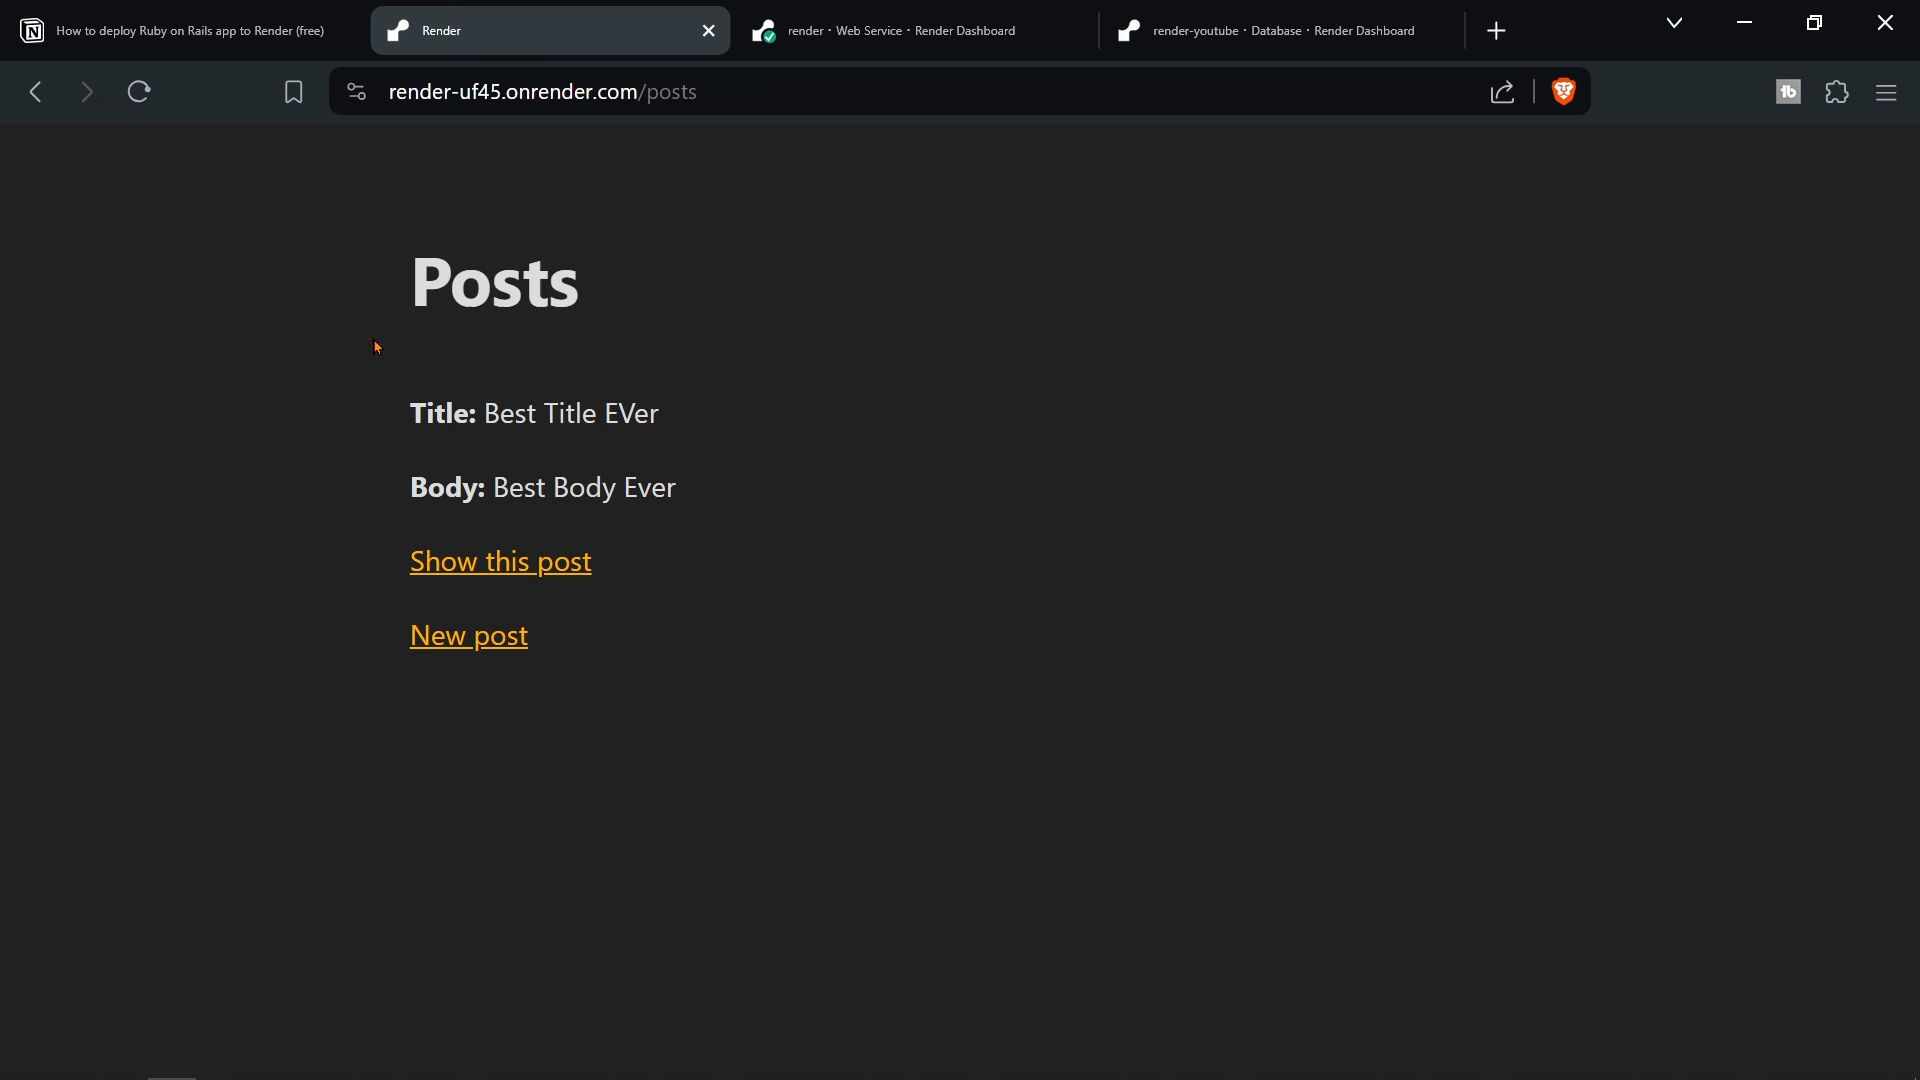 How to deploy Ruby on Rails app to Render (free)
Render
render · Web Service · Render Dashboard
render-youtube · Database · Render Dashboard
render-uf45.onrender.com/posts
Posts
Title: Best Title EVer
Body: Best Body Ever
Show this post
New post